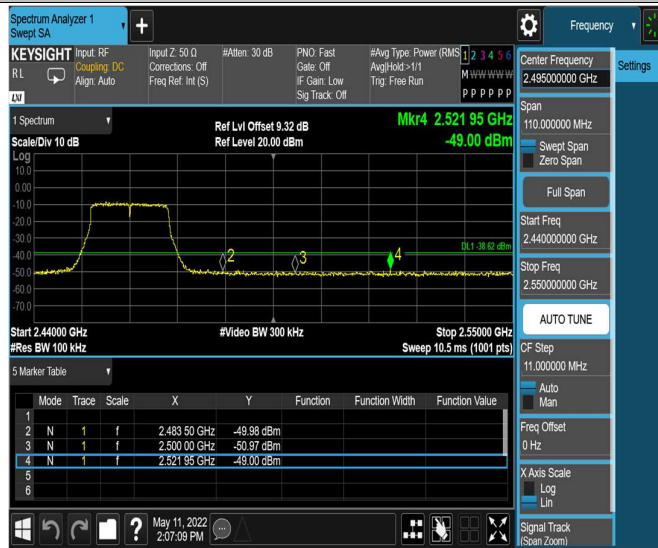 Spectrum Analyzer 1
Swept SA
+
Frequency
KEYSIGHT
RL
LXI
Input: RF
Coupling: DC
Align: Auto
Input Z: 50 Ω
Corrections: Off
Freq Ref: Int (S)
#Atten: 30 dB
PNO: Fast
Gate: Off
IF Gain: Low
Sig Track: Off
#Avg Type: Power (RMS
Avg|Hold:>1/1
Trig: Free Run
1 2 3 4 5 6
M W W W W W
P P P P P P
1 Spectrum
Scale/Div 10 dB
Ref Lvl Offset 9.32 dB
Ref Level 20.00 dBm
Mkr4 2.521 95 GHz
-49.00 dBm
Log
10.0
0.00
-10.0
-20.0
-30.0
-40.0
-50.0
-60.0
-70.0
2
3
4
DL1 -38.62 dBm
Start 2.44000 GHz
#Res BW 100 kHz
#Video BW 300 kHz
Stop 2.55000 GHz
Sweep 10.5 ms (1001 pts)
5 Marker Table
Mode Trace Scale X Y Function Function Width Function Value
1
2 N 1 f 2.483 50 GHz -49.98 dBm
3 N 1 f 2.500 00 GHz -50.97 dBm
4 N 1 f 2.521 95 GHz -49.00 dBm
5
6
?
May 11, 2022
2:07:09 PM
Center Frequency
2.495000000 GHz
Settings
Span
110.000000 MHz
Swept Span
Zero Span
Full Span
Start Freq
2.440000000 GHz
Stop Freq
2.550000000 GHz
AUTO TUNE
CF Step
11.000000 MHz
Auto
Man
Freq Offset
0 Hz
X Axis Scale
Log
Lin
Signal Track
(Span Zoom)